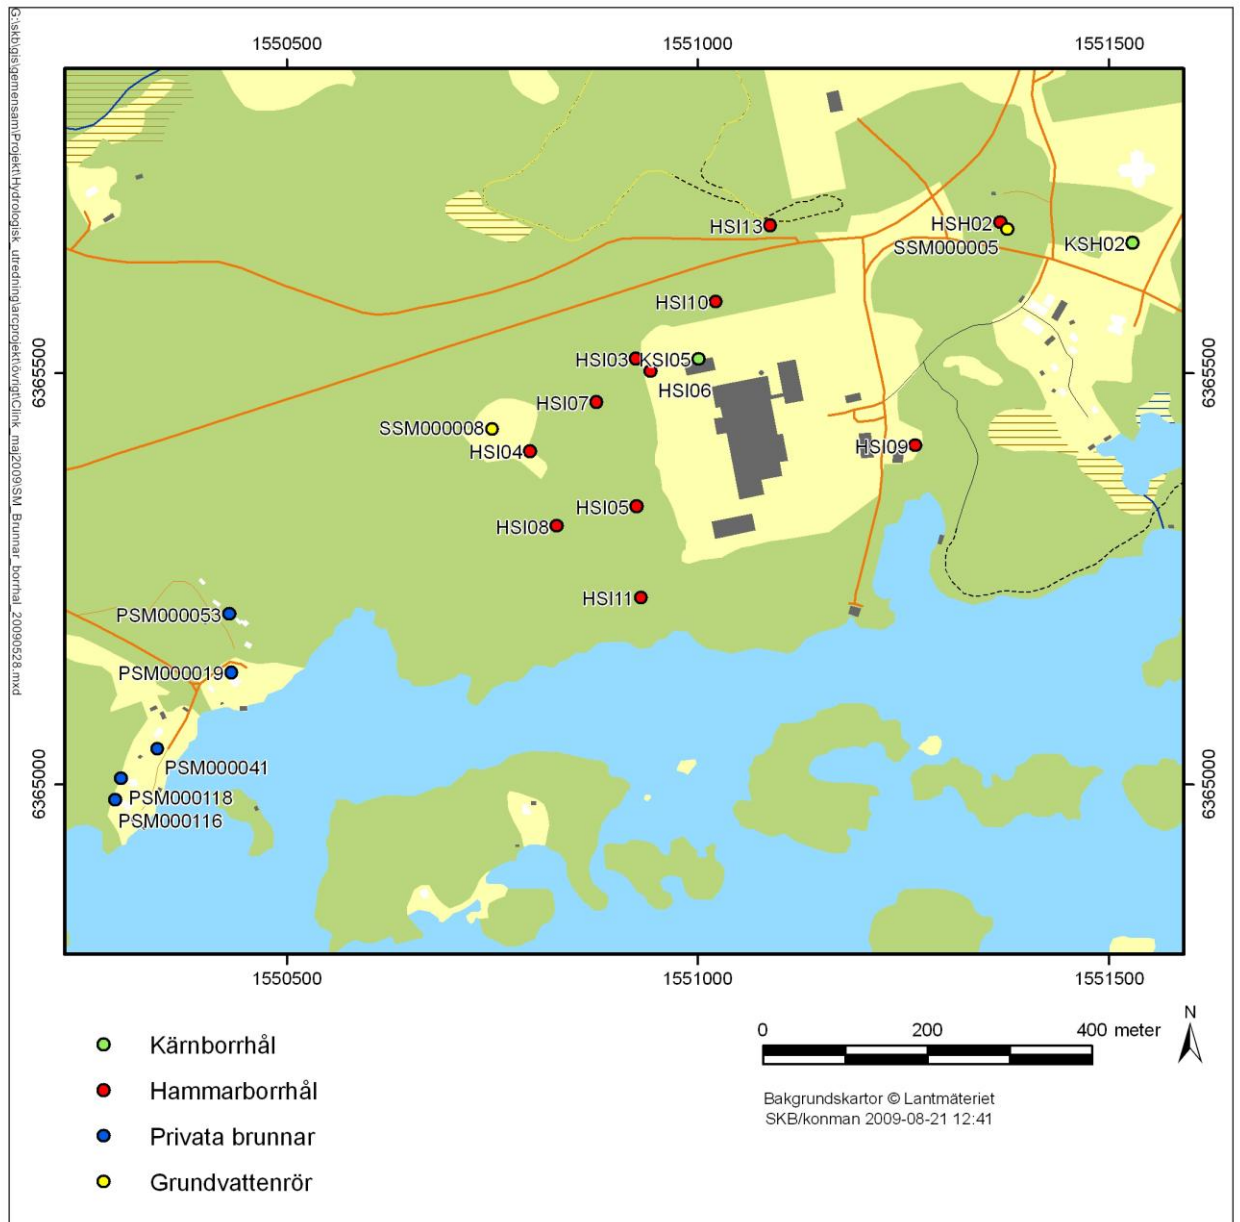 G:\skb\gis\gemensam\Projekt\Hydrologisk_utredning\arcprojekt\övrigt\Clink_maj2009\SM_Brunnar_borrhal_20090528.mxd
1550500
1551000
1551500
6365500
6365500
HSI13
HSH02
SSM000005
KSH02
HSI10
HSI03
KSI05
HSI06
HSI07
SSM000008
HSI04
HSI09
HSI05
HSI08
HSI11
PSM000053
PSM000019
PSM000041
PSM000118
PSM000116
6365000
6365000
1550500
1551000
1551500
Kärnborrhål
Hammarborrhål
Privata brunnar
Grundvattenrör
0 200 400 meter
N
Bakgrundskartor © Lantmäteriet
SKB/konman 2009-08-21 12:41